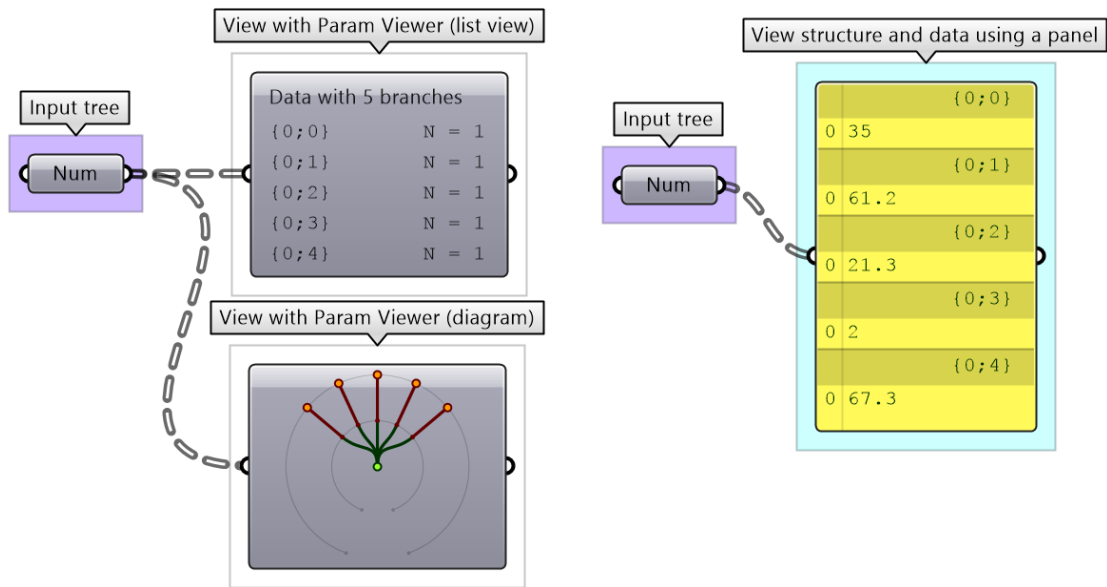 View with Param Viewer (list view)
Input tree
Num
Data with 5 branches
{0;0} N = 1
{0;1} N = 1
{0;2} N = 1
{0;3} N = 1
{0;4} N = 1
View with Param Viewer (diagram)
View structure and data using a panel
Input tree
Num
{0;0}
0 35
{0;1}
0 61.2
{0;2}
0 21.3
{0;3}
0 2
{0;4}
0 67.3